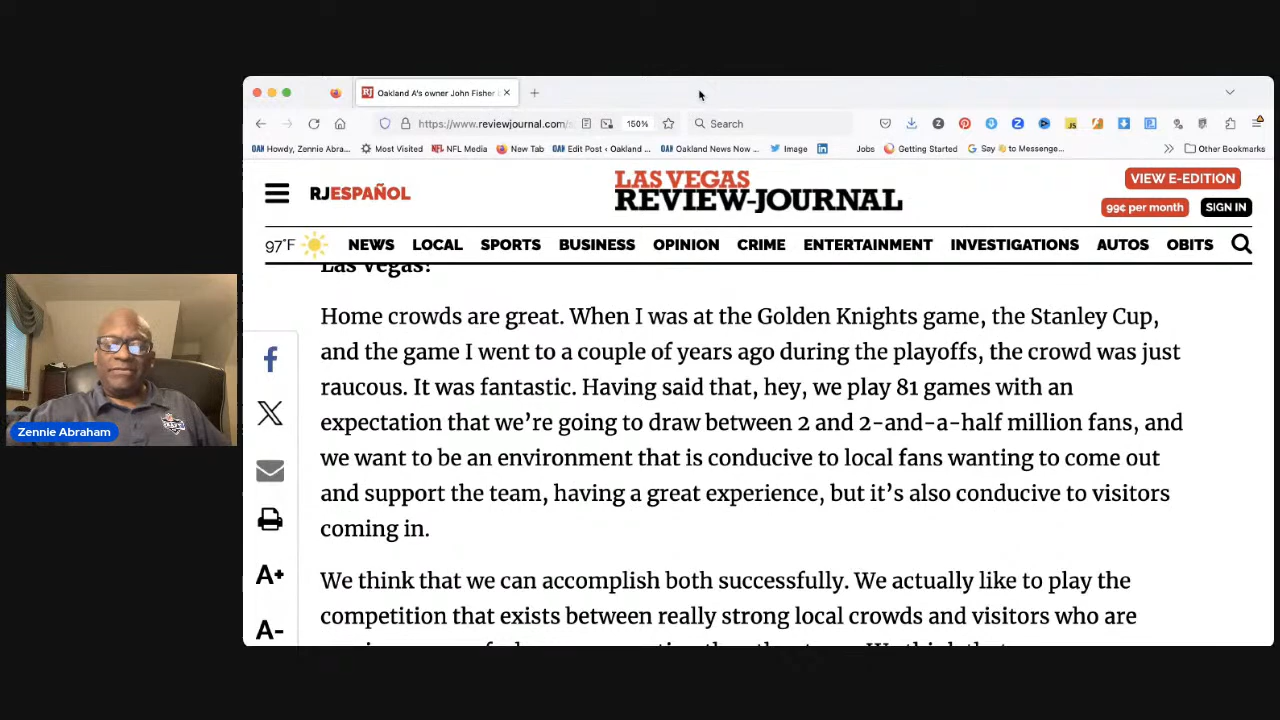 Oakland A's owner John Fisher
https://www.reviewjournal.com/
150%
Search
Howdy, Zennie Abra...
Most Visited
NFL Media
New Tab
Edit Post ‹ Oakland ...
Oakland News Now ...
Image
Jobs
Getting Started
Say 👋 to Messenge...
Other Bookmarks
RJESPAÑOL
LAS VEGAS
REVIEW-JOURNAL
VIEW E-EDITION
99¢ per month
SIGN IN
97°F
NEWS LOCAL SPORTS BUSINESS OPINION CRIME ENTERTAINMENT INVESTIGATIONS AUTOS OBITS
Las Vegas?
Home crowds are great. When I was at the Golden Knights game, the Stanley Cup,
and the game I went to a couple of years ago during the playoffs, the crowd was just
raucous. It was fantastic. Having said that, hey, we play 81 games with an
expectation that we're going to draw between 2 and 2-and-a-half million fans, and
we want to be an environment that is conducive to local fans wanting to come out
and support the team, having a great experience, but it's also conducive to visitors
coming in.
We think that we can accomplish both successfully. We actually like to play the
competition that exists between really strong local crowds and visitors who are
A+
A-
Zennie Abraham